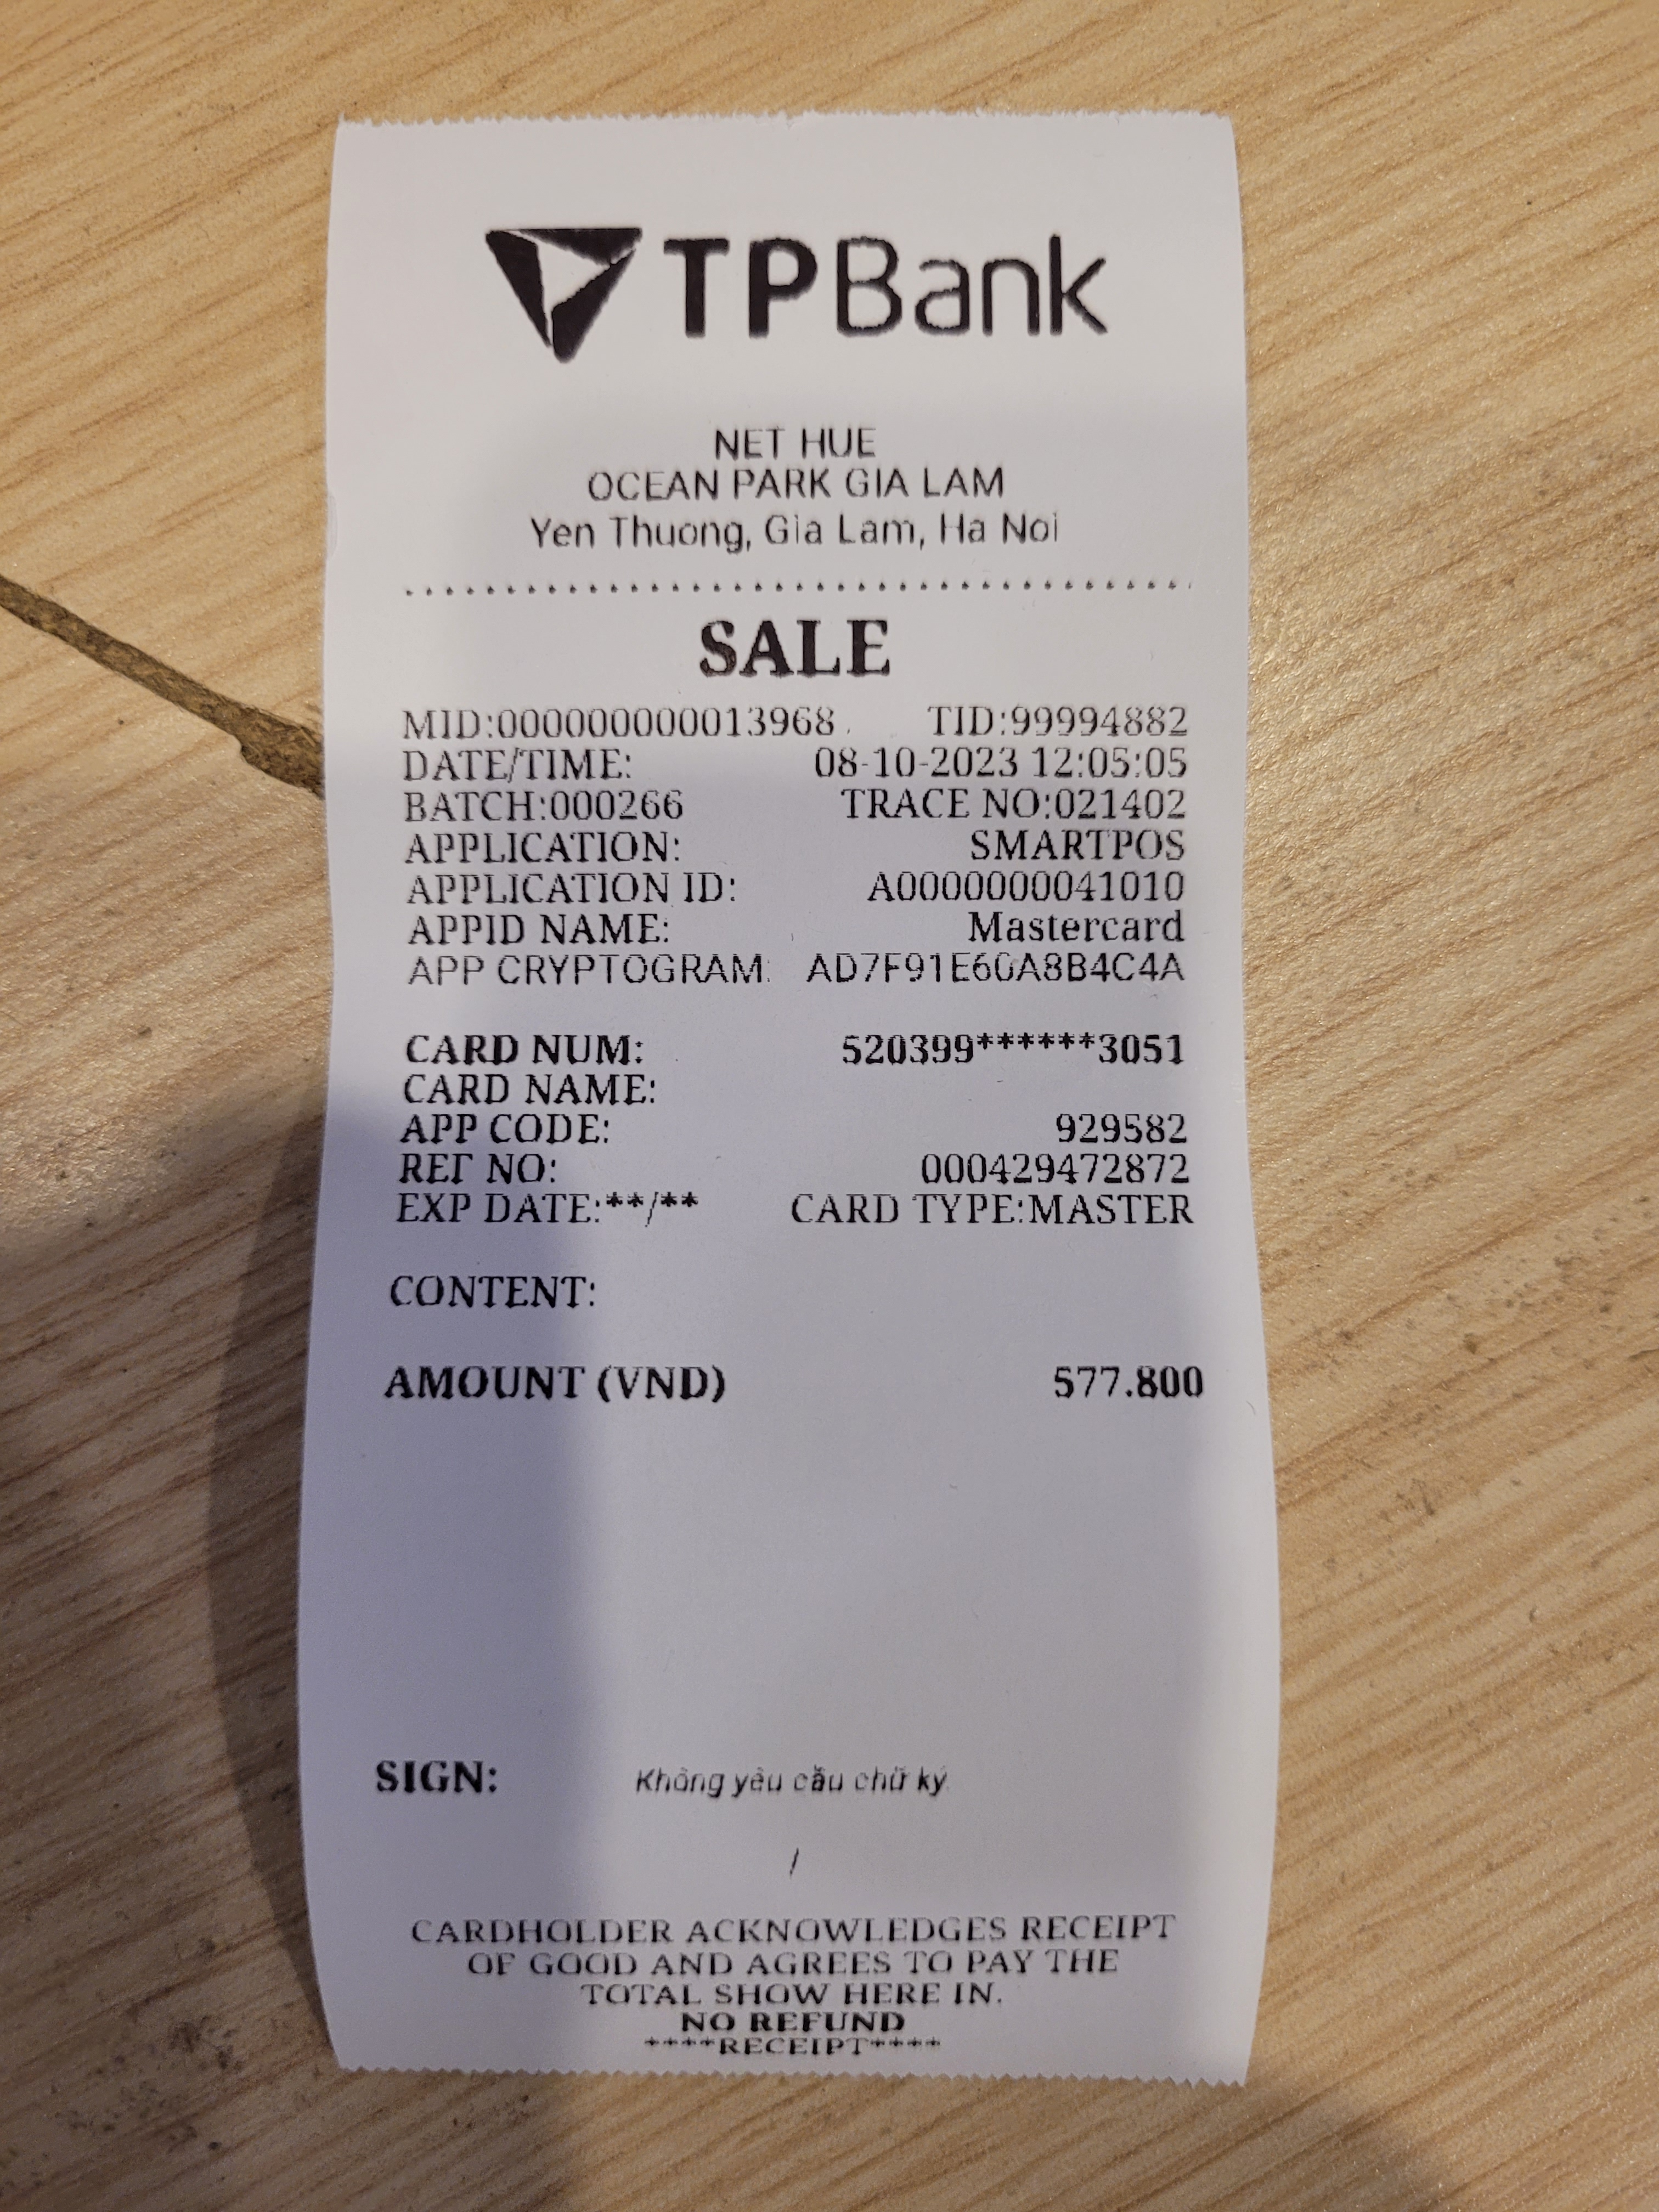 TPBank
NET HUE
OCEAN PARK GIA LAM
Yen Thuong, Gia Lam, Ha Noi
SALE
MID:000000000013968 TID:99994882
DATE/TIME: 08-10-2023 12:05:05
BATCH:000266 TRACE NO:021402
APPLICATION: SMARTPOS
APPLICATION ID: A0000000041010
APPID NAME: Mastercard
APP CRYPTOGRAM: AD7F91E60A8B4C4A
CARD NUM: 520399******3051
CARD NAME:
APP CODE: 929582
REF NO: 000429472872
EXP DATE:**/** CARD TYPE:MASTER
CONTENT:
AMOUNT (VND) 577.800
SIGN: Không yêu cầu chữ ký
/
CARDHOLDER ACKNOWLEDGES RECEIPT
OF GOOD AND AGREES TO PAY THE
TOTAL SHOW HERE IN.
NO REFUND
****RECEIPT****